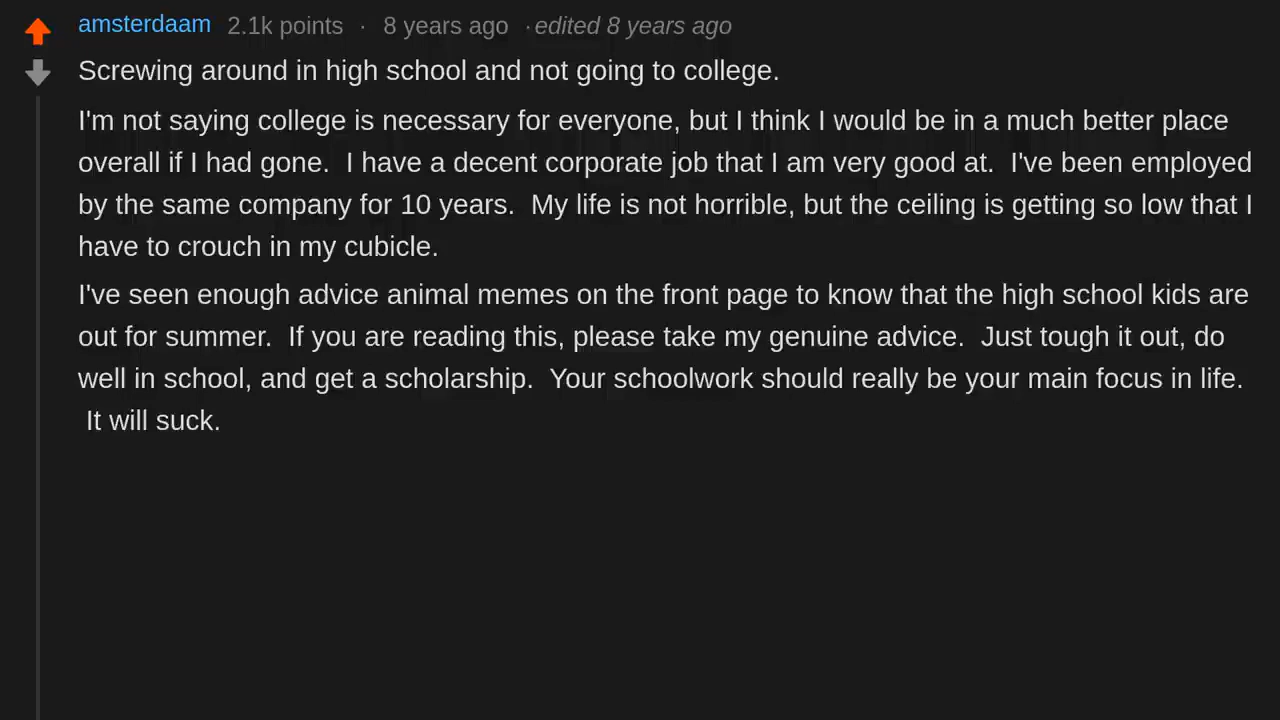 amsterdaam 2.1k points · 8 years ago · edited 8 years ago
Screwing around in high school and not going to college.
I'm not saying college is necessary for everyone, but I think I would be in a much better place
overall if I had gone. I have a decent corporate job that I am very good at. I've been employed
by the same company for 10 years. My life is not horrible, but the ceiling is getting so low that I
have to crouch in my cubicle.
I've seen enough advice animal memes on the front page to know that the high school kids are
out for summer. If you are reading this, please take my genuine advice. Just tough it out, do
well in school, and get a scholarship. Your schoolwork should really be your main focus in life.
It will suck.